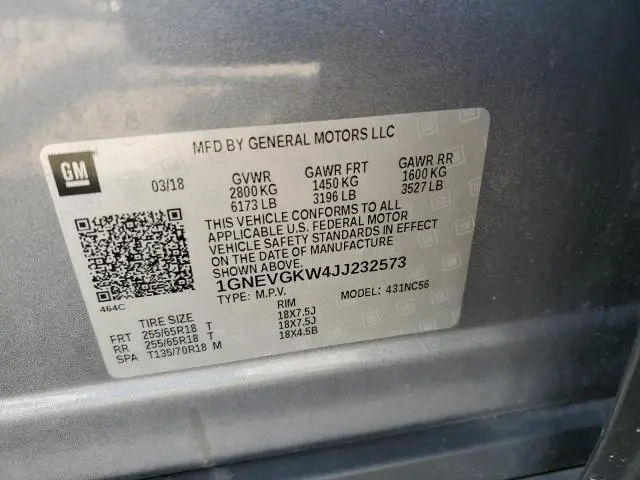 GM
MFD BY GENERAL MOTORS LLC
03/18
GVWR GAWR FRT GAWR RR
2800 KG 1450 KG 1600 KG
6173 LB 3196 LB 3527 LB
THIS VEHICLE CONFORMS TO ALL
APPLICABLE U.S. FEDERAL MOTOR
VEHICLE SAFETY STANDARDS IN EFFECT
ON THE DATE OF MANUFACTURE
SHOWN ABOVE
1GNEVGKW4JJ232573
TYPE: M.P.V. MODEL: 431NC56
464C
TIRE SIZE RIM
FRT 255/65R18 T 18X7.5J
RR 255/65R18 T 18X7.5J
SPA T135/70R18 M 18X4.5B